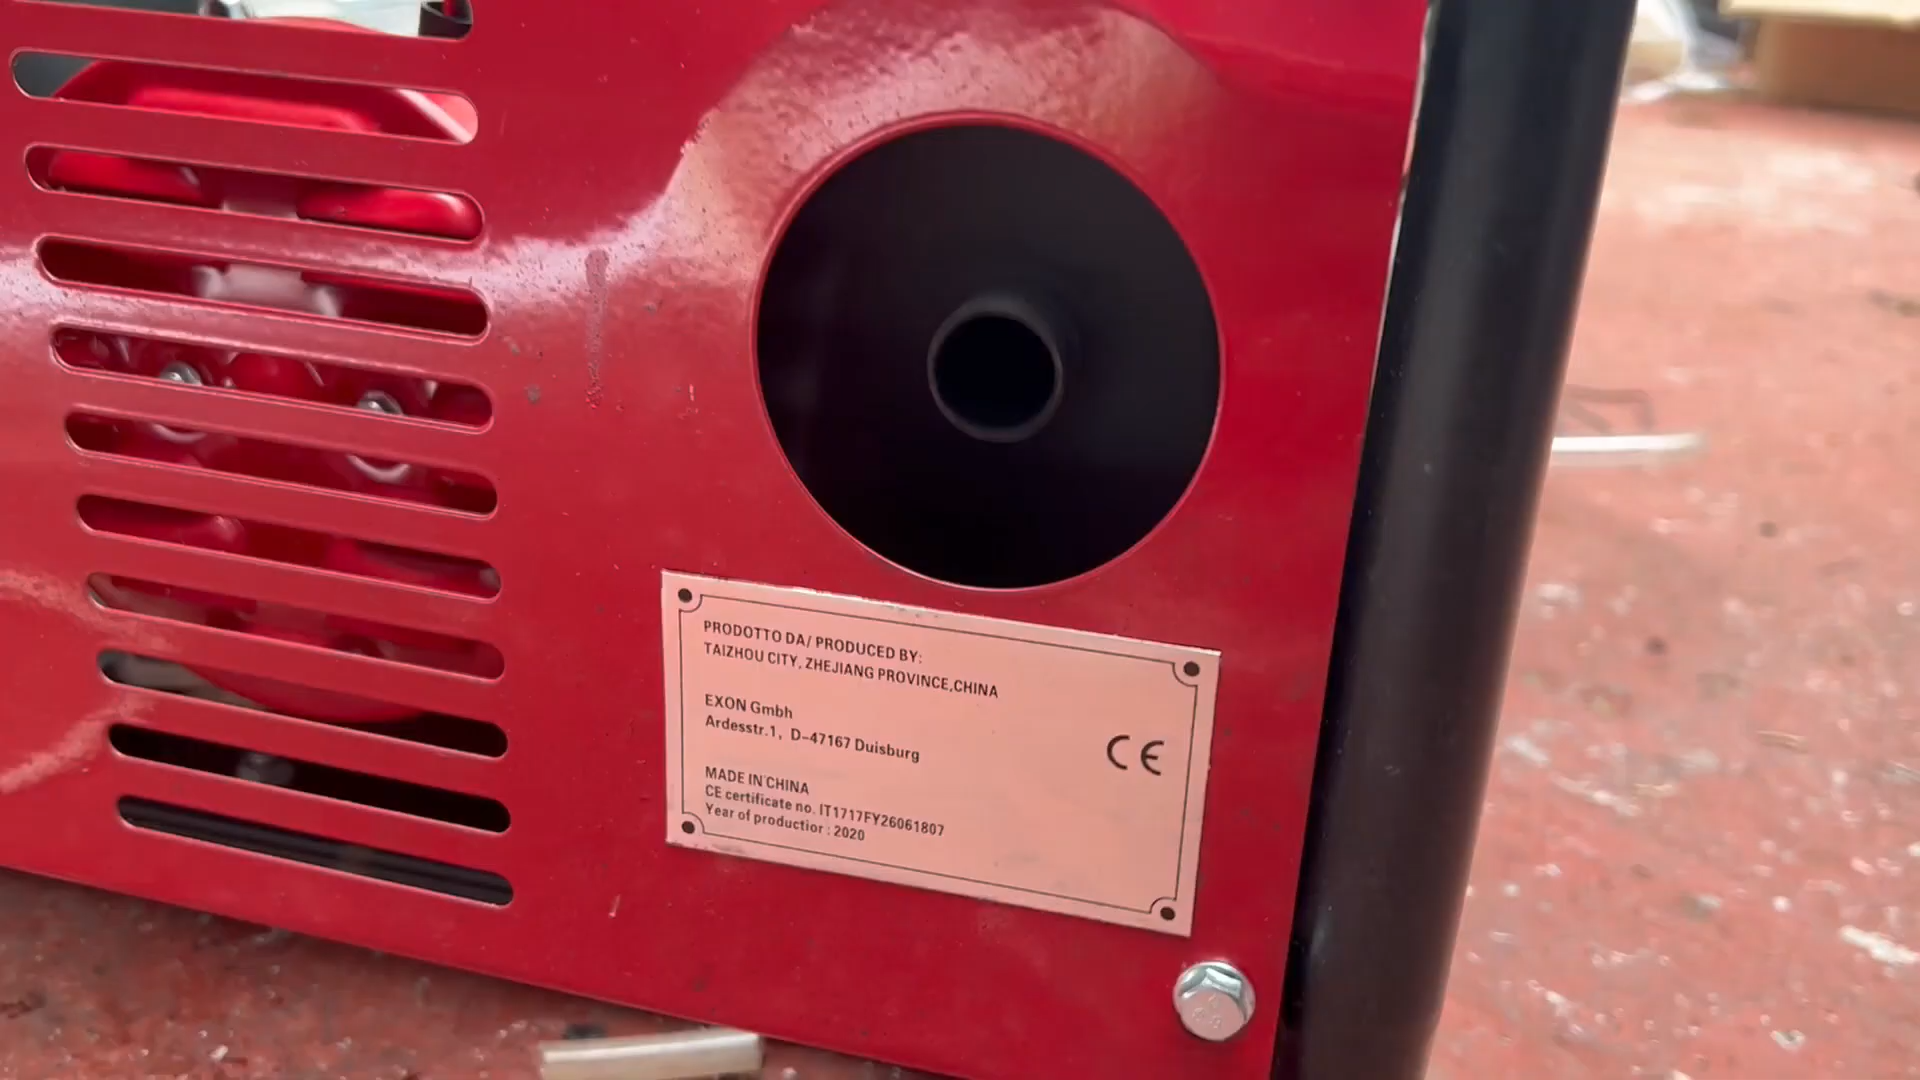 PRODOTTO DA/ PRODUCED BY:
TAIZHOU CITY, ZHEJIANG PROVINCE,CHINA
EXON Gmbh
Ardesstr.1, D-47167 Duisburg
CE
MADE IN CHINA
CE certificate no. IT1717FY26061807
Year of productior : 2020